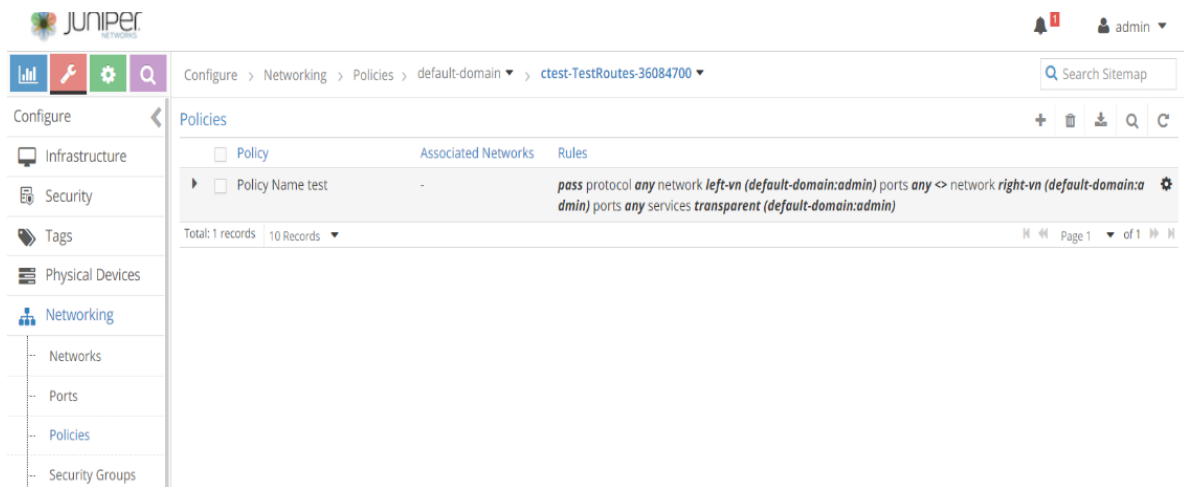 JUNIPER
NETWORKS
1
admin
Configure > Networking > Policies > default-domain > ctest-TestRoutes-36084700
Search Sitemap
Configure
Policies
Infrastructure
Policy Associated Networks Rules
Security
Policy Name test - pass protocol any network left-vn (default-domain:admin) ports any <> network right-vn (default-domain:a
dmin) ports any services transparent (default-domain:admin)
Tags
Total: 1 records 10 Records Page 1 of 1
Physical Devices
Networking
Networks
Ports
Policies
Security Groups